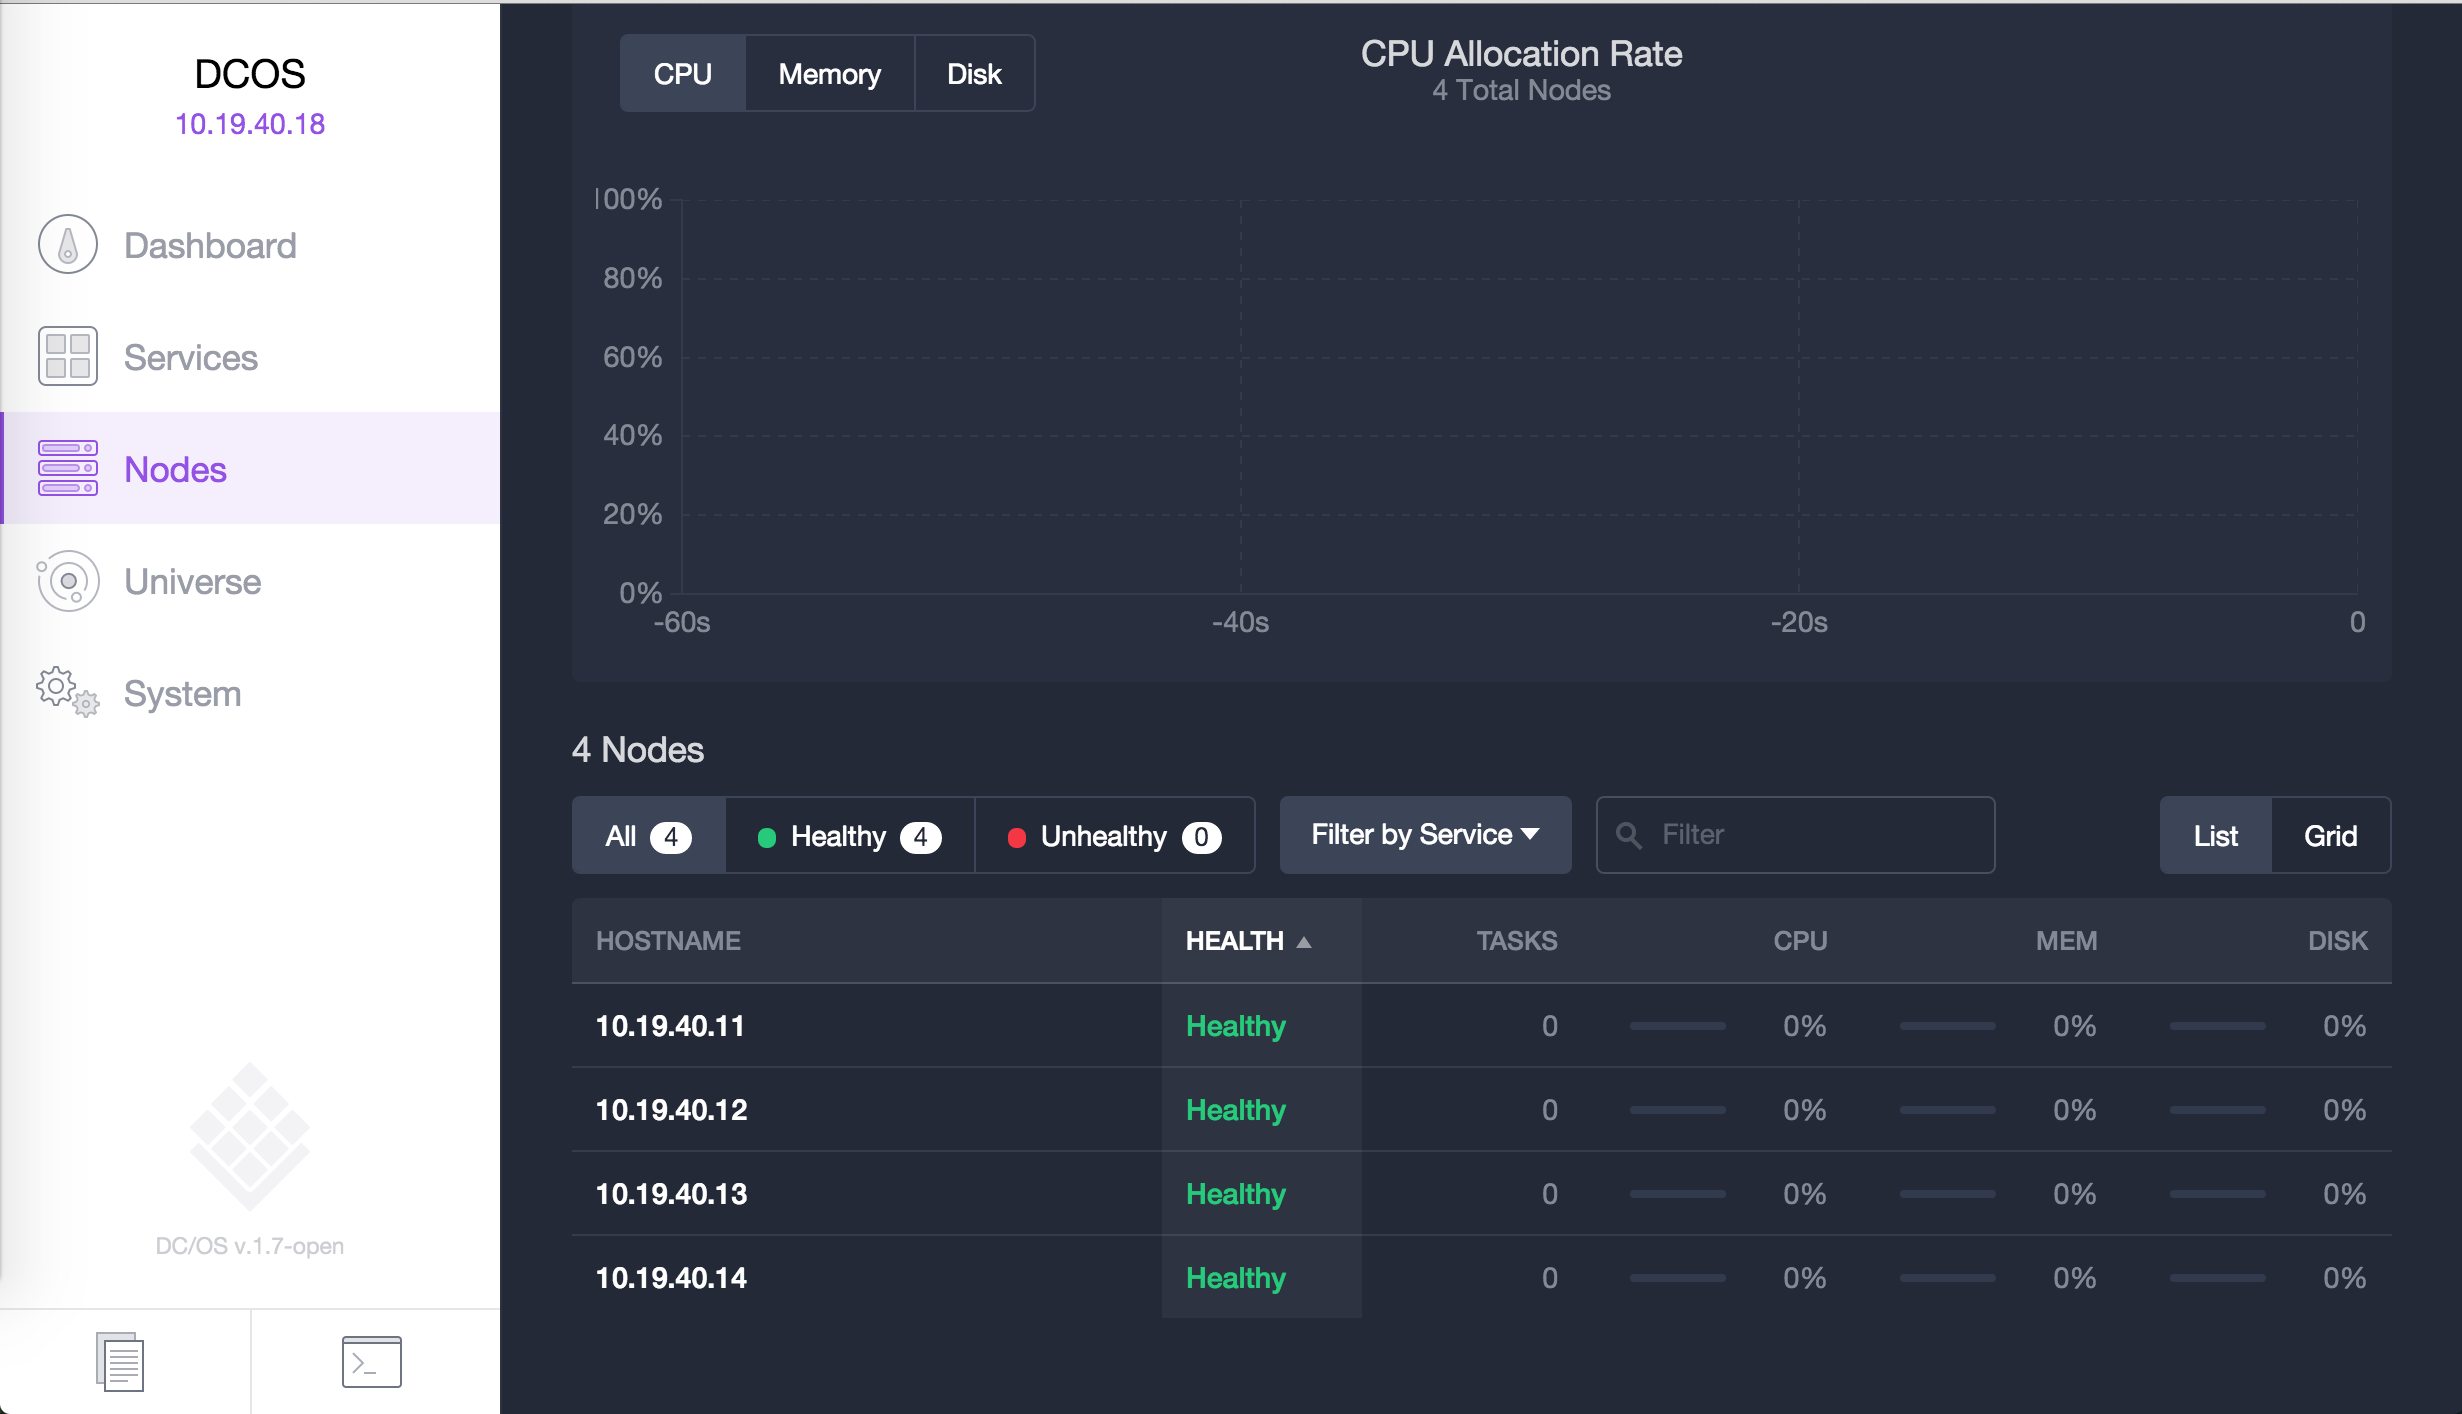 DCOS
10.19.40.18
Dashboard
Services
Nodes
Universe
System
DC/OS v.1.7-open
>_
CPU Memory Disk
CPU Allocation Rate
4 Total Nodes
100%
80%
60%
40%
20%
0%
-60s -40s -20s 0
4 Nodes
All 4 Healthy 4 Unhealthy 0 Filter by Service Filter List Grid
HOSTNAME HEALTH TASKS CPU MEM DISK
10.19.40.11 Healthy 0 0% 0% 0%
10.19.40.12 Healthy 0 0% 0% 0%
10.19.40.13 Healthy 0 0% 0% 0%
10.19.40.14 Healthy 0 0% 0% 0%